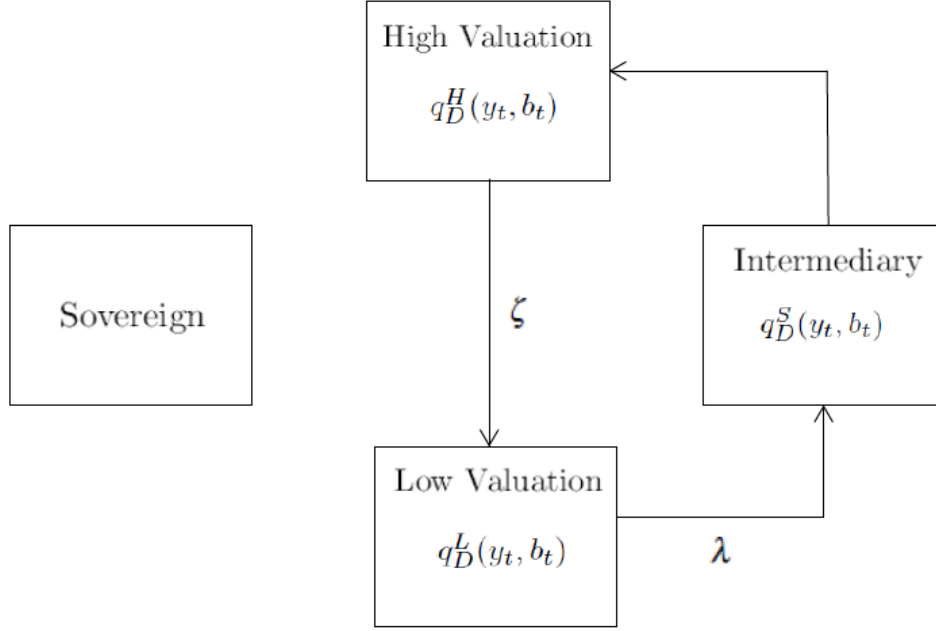 High Valuation
q_D^H(y_t, b_t)
Sovereign
ζ
Intermediary
q_D^S(y_t, b_t)
Low Valuation
q_D^L(y_t, b_t)
λ